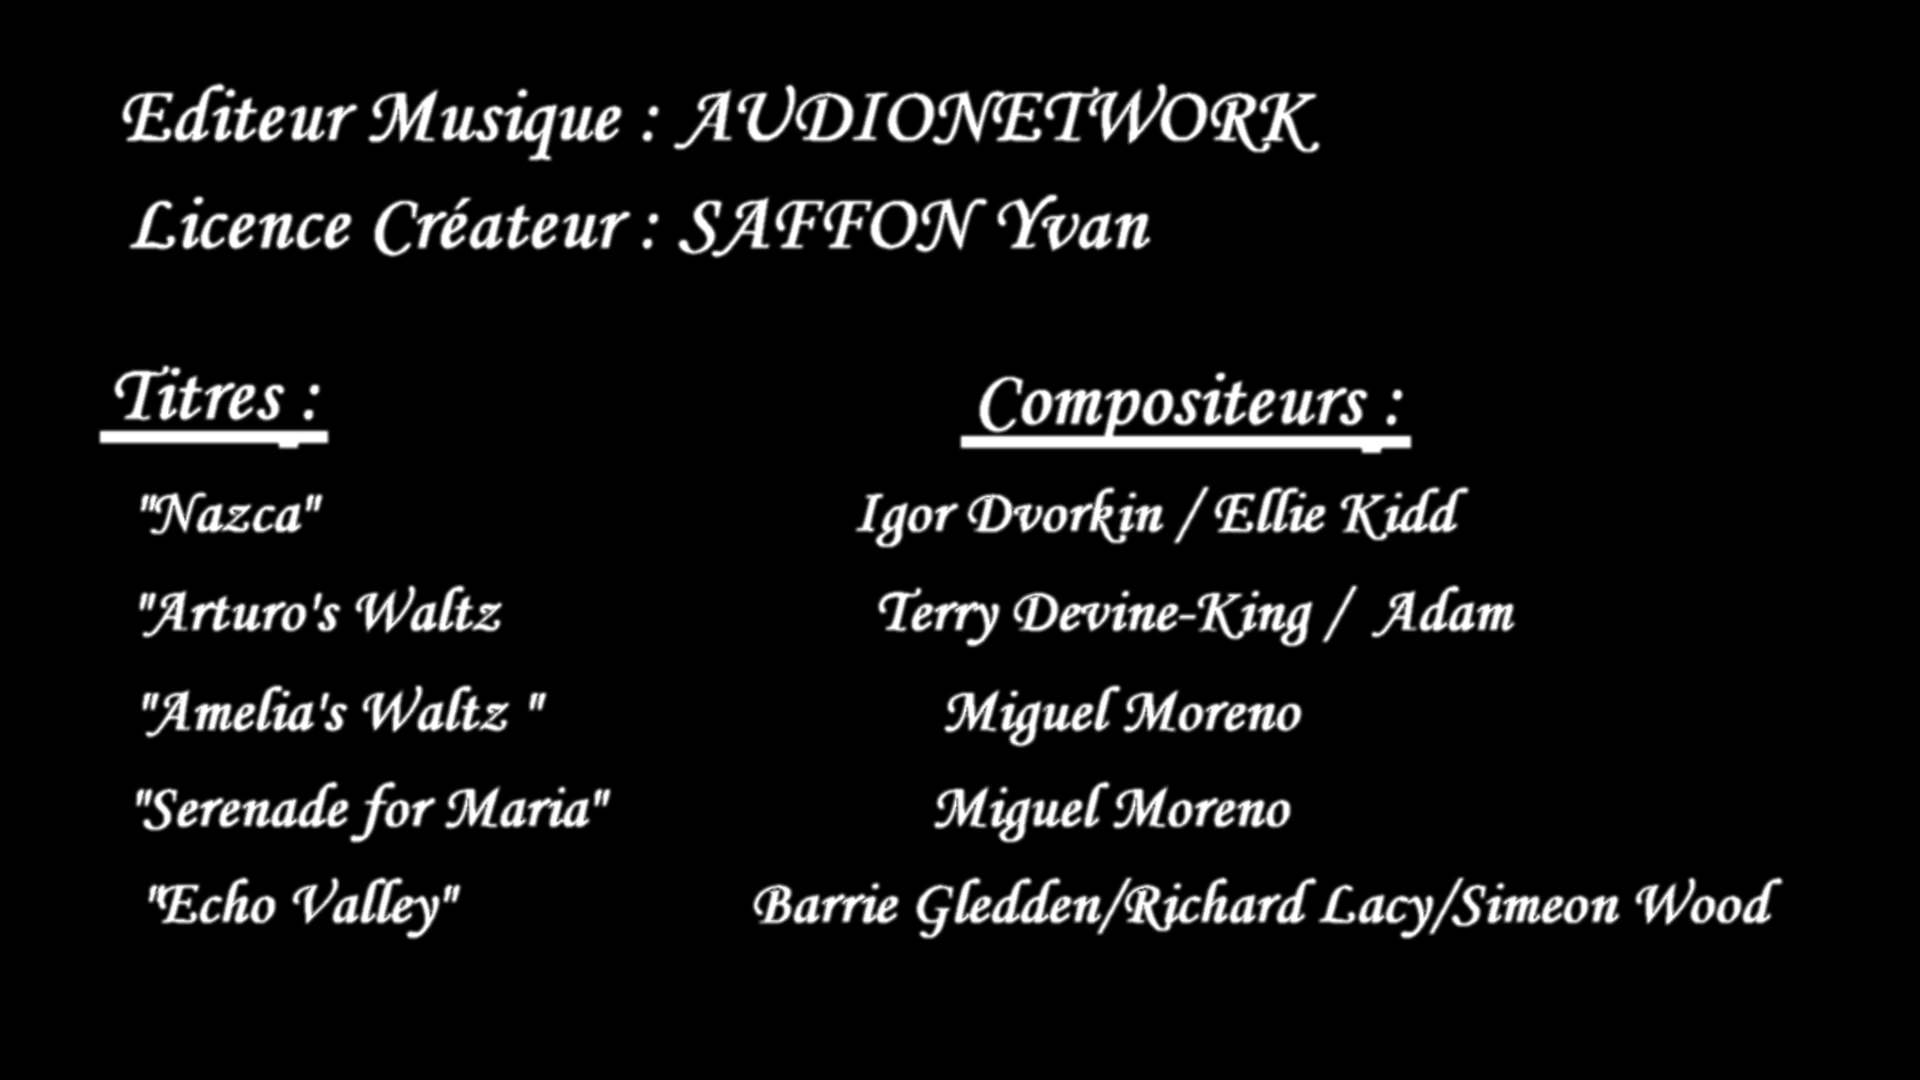 Editeur Musique : AUDIONETWORK
Licence Créateur : SAFFON Yvan
Titres : Compositeurs :
"Nazca" Igor Dvorkin / Ellie Kidd
"Arturo's Waltz Terry Devine-King / Adam
"Amelia's Waltz " Miguel Moreno
"Serenade for Maria" Miguel Moreno
"Echo Valley" Barrie Gledden/Richard Lacy/Simeon Wood